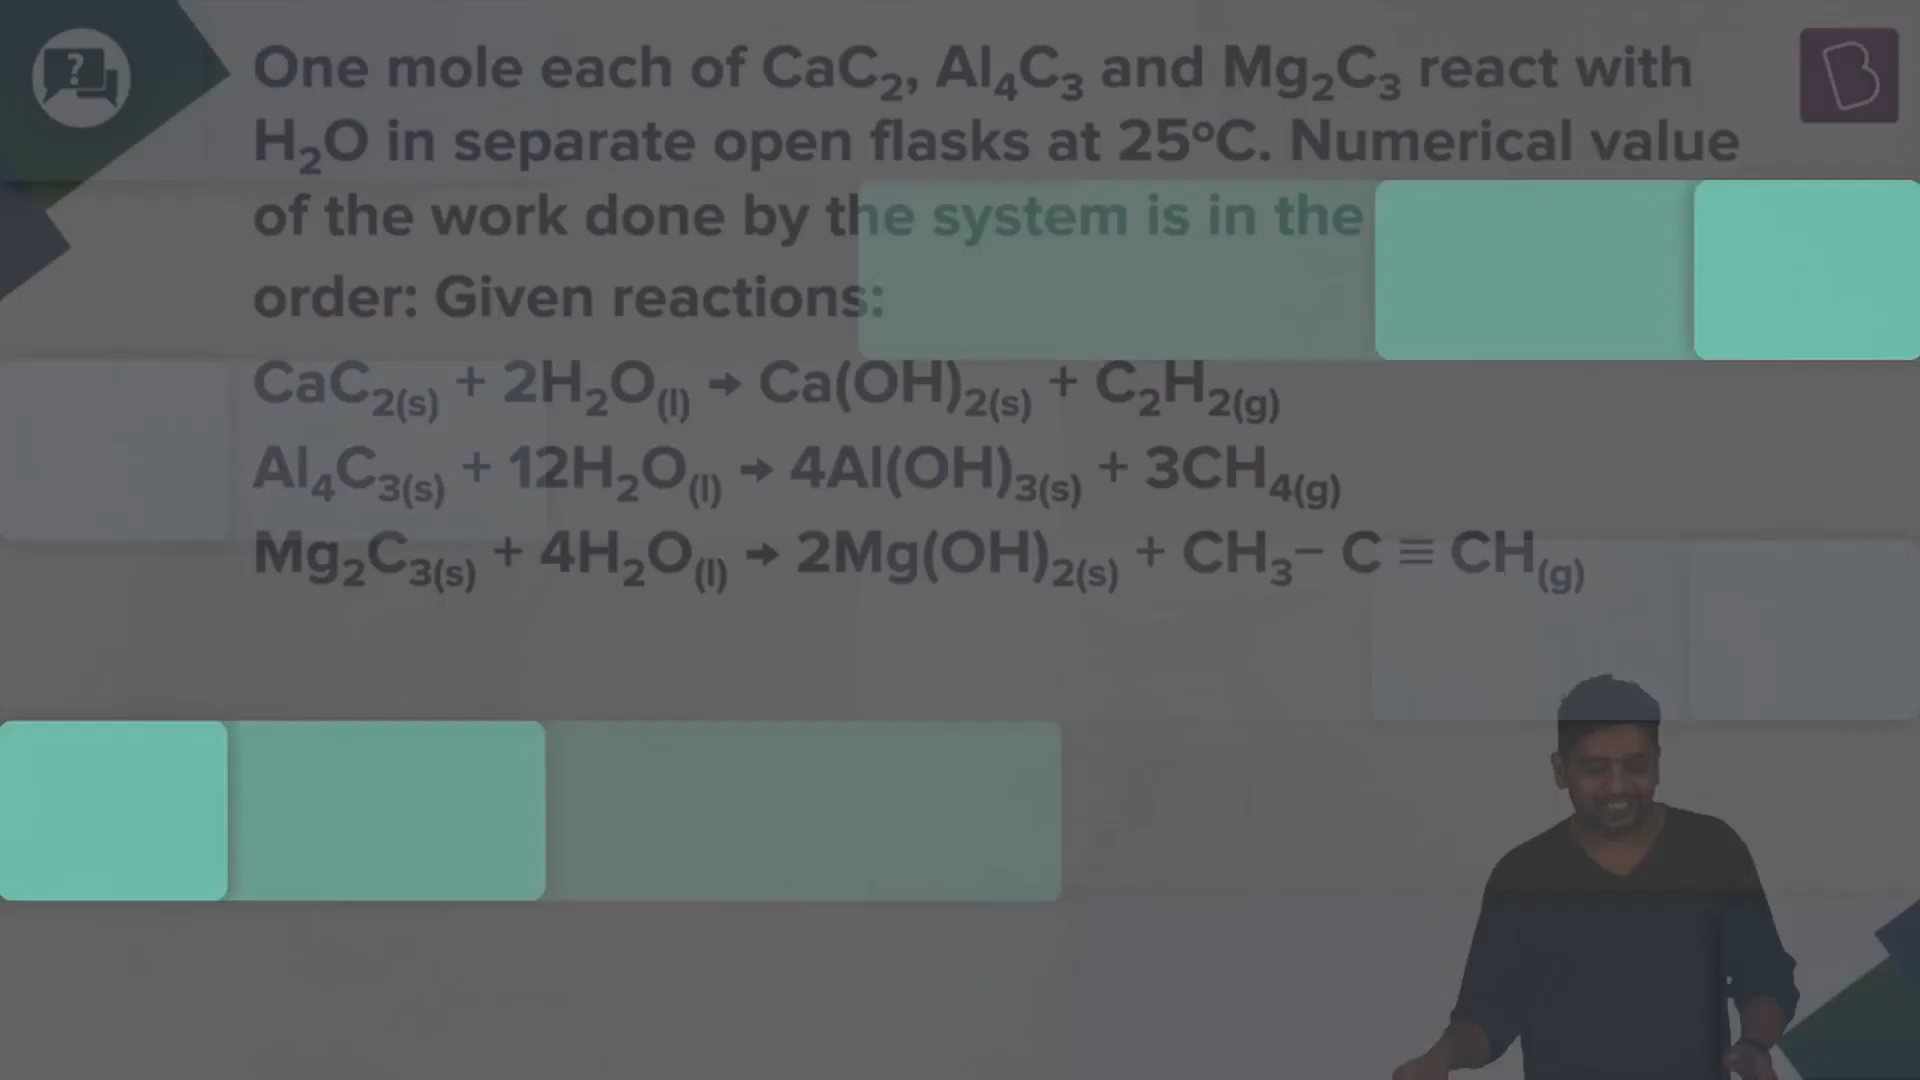 ?
One mole each of CaC₂, Al₄C₃ and Mg₂C₃ react with
H₂O in separate open flasks at 25ºC. Numerical value
of the work done by the system is in the
order: Given reactions:
CaC₂₍ₛ₎ + 2H₂O₍ₗ₎ → Ca(OH)₂₍ₛ₎ + C₂H₂₍g₎
Al₄C₃₍ₛ₎ + 12H₂O₍ₗ₎ → 4Al(OH)₃₍ₛ₎ + 3CH₄₍g₎
Mg₂C₃₍ₛ₎ + 4H₂O₍ₗ₎ → 2Mg(OH)₂₍ₛ₎ + CH₃– C ≡ CH₍g₎